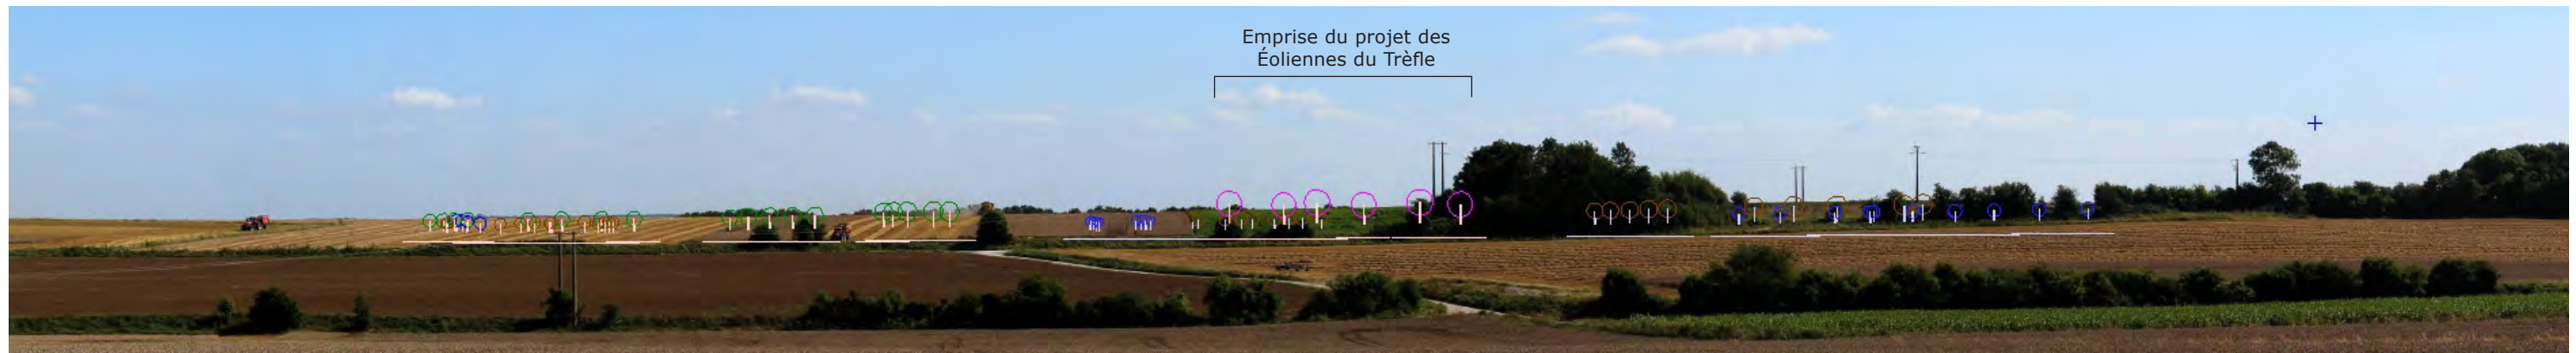 Emprise du projet des
Éoliennes du Trèfle